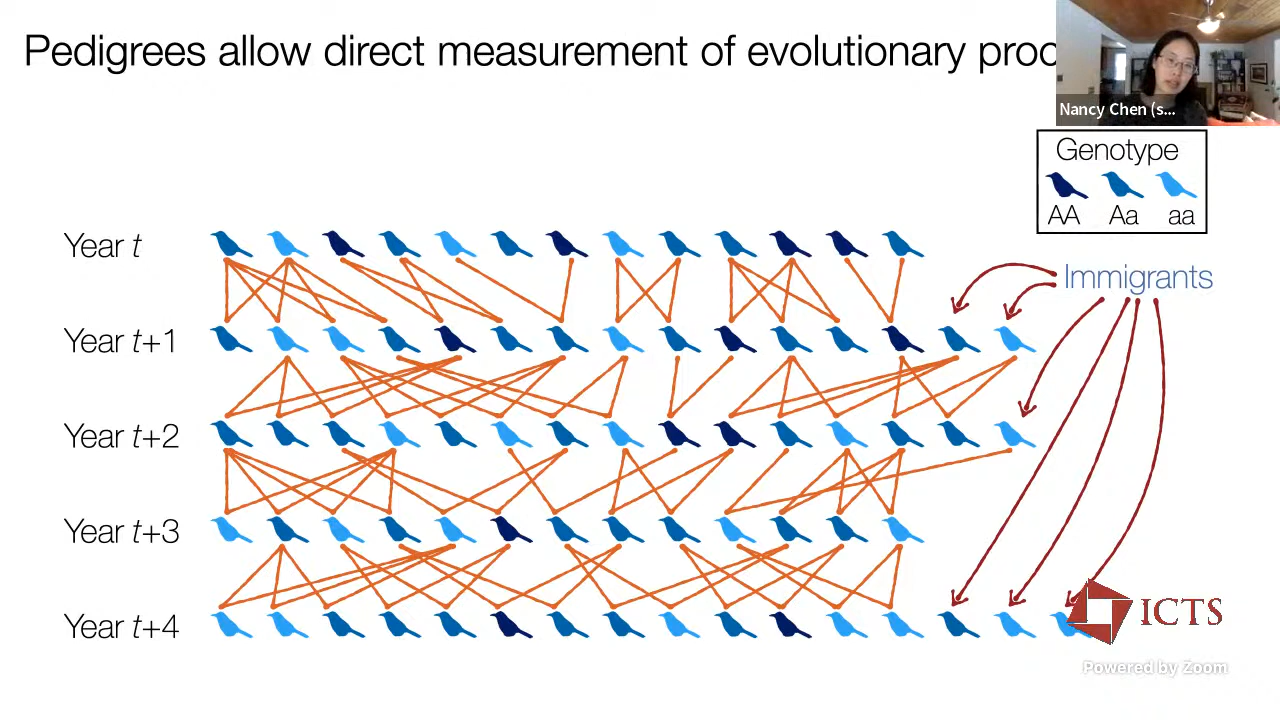 Pedigrees allow direct measurement of evolutionary proc
Nancy Chen (s...
Genotype
AA Aa aa
Year t
Immigrants
Year t+1
Year t+2
Year t+3
Year t+4
ICTS
Powered by Zoom